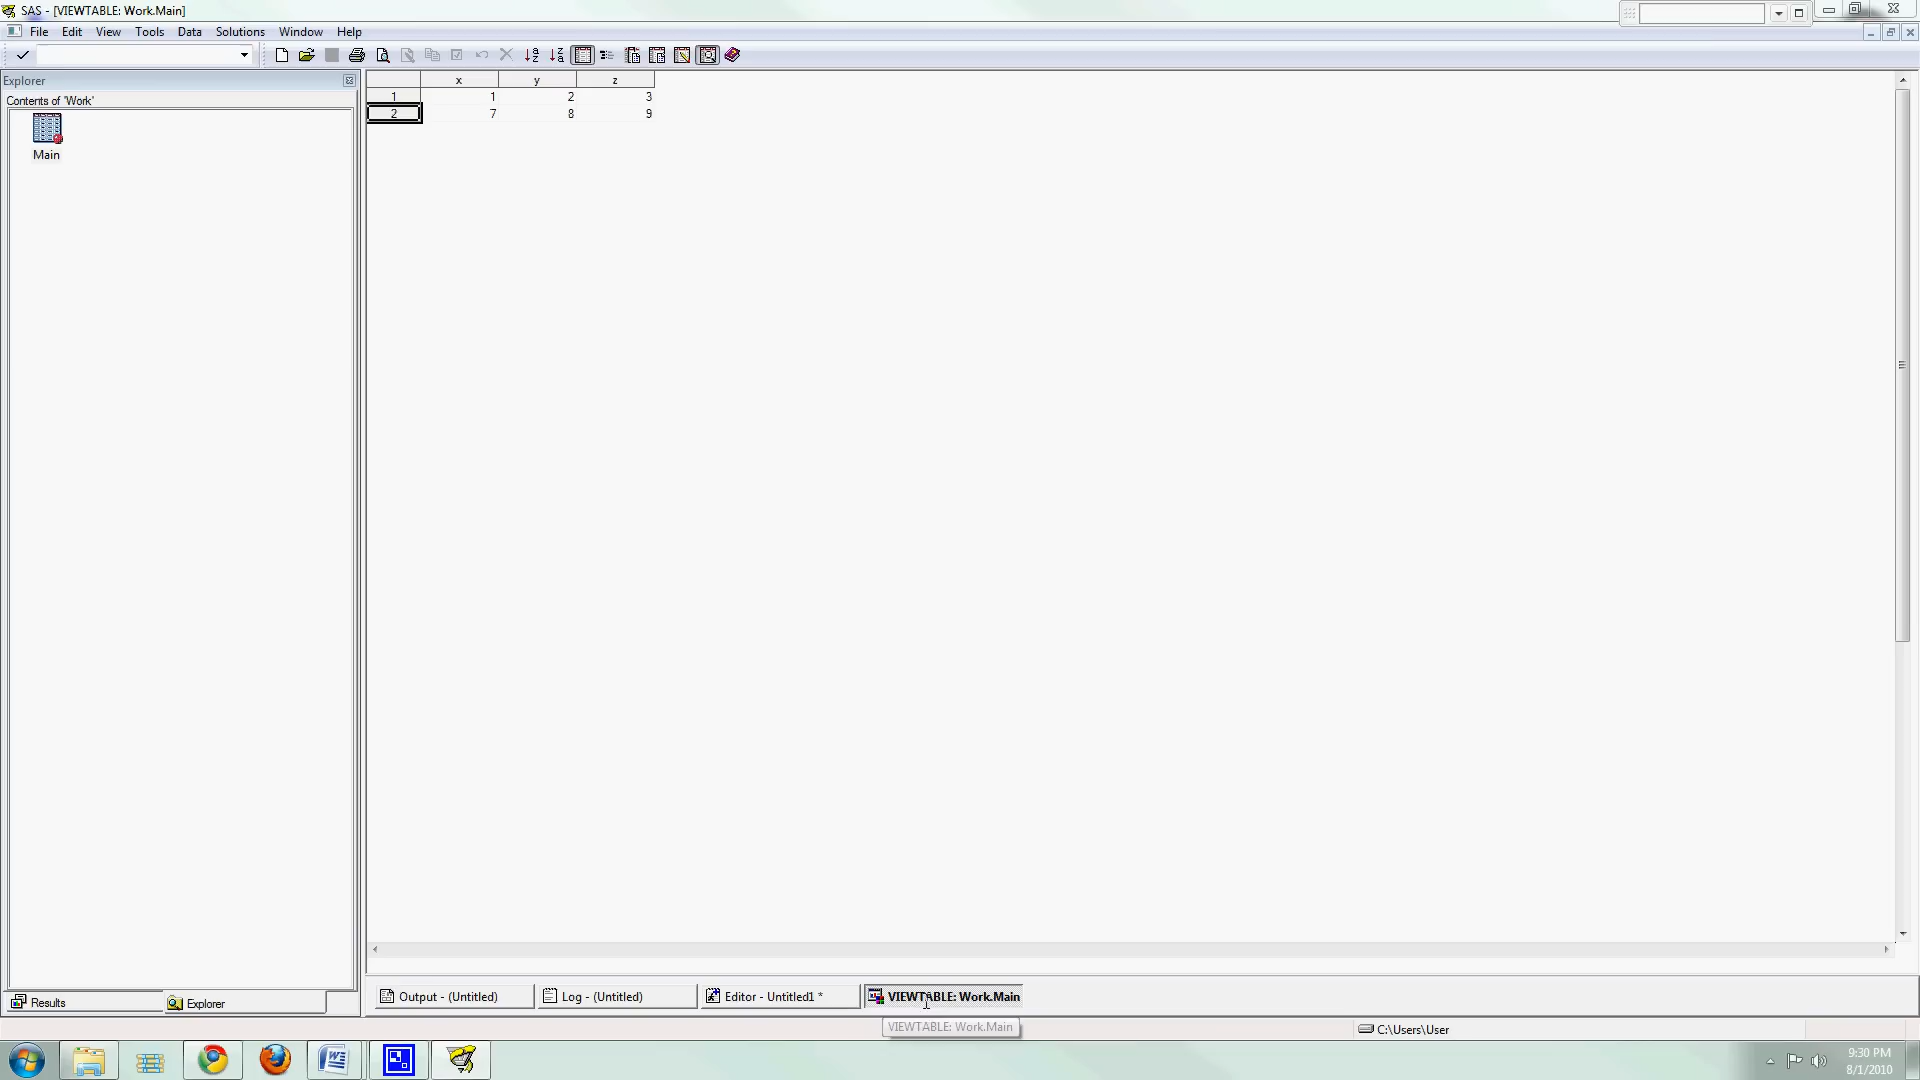 SAS - [VIEWTABLE: Work.Main]
File Edit View Tools Data Solutions Window Help
Explorer
Contents of 'Work'
Main
x y z
1 1 2 3
2 7 8 9
Results Explorer
Output - (Untitled) Log - (Untitled) Editor - Untitled1 * VIEWTABLE: Work.Main
VIEWTABLE: Work.Main
C:\Users\User
9:30 PM
8/1/2010